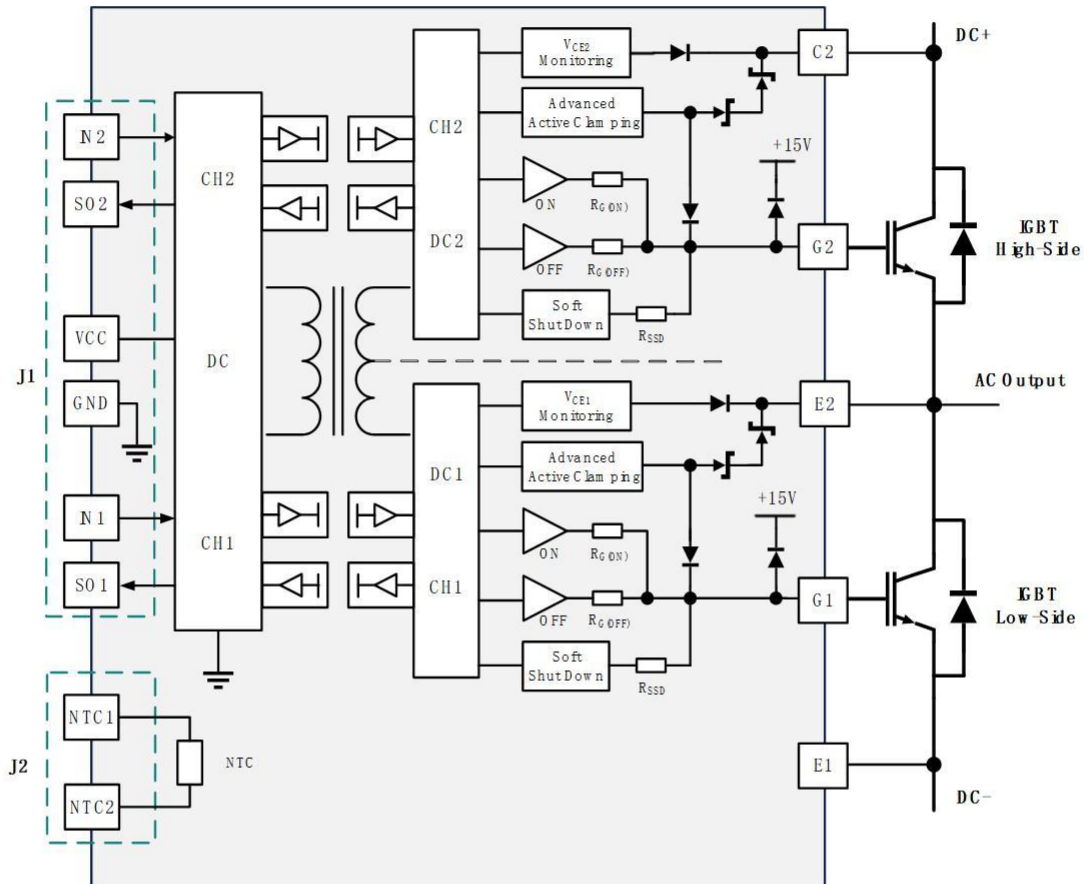 DC+
C2
VCE2
Monitoring
Advanced
Active Clamping
IN2
CH2
CH2
+15V
SO2
ON
RG(ON)
DC2
G2
IGBT
High-Side
OFF
RG(OFF)
Soft
ShutDown
RSSD
VCC
DC
J1
GND
AC Output
E2
VCE1
Monitoring
Advanced
Active Clamping
DC1
+15V
IN1
CH1
ON
RG(ON)
SO1
CH1
G1
IGBT
Low-Side
OFF
RG(OFF)
Soft
ShutDown
RSSD
NTC1
J2
NTC
E1
NTC2
DC-